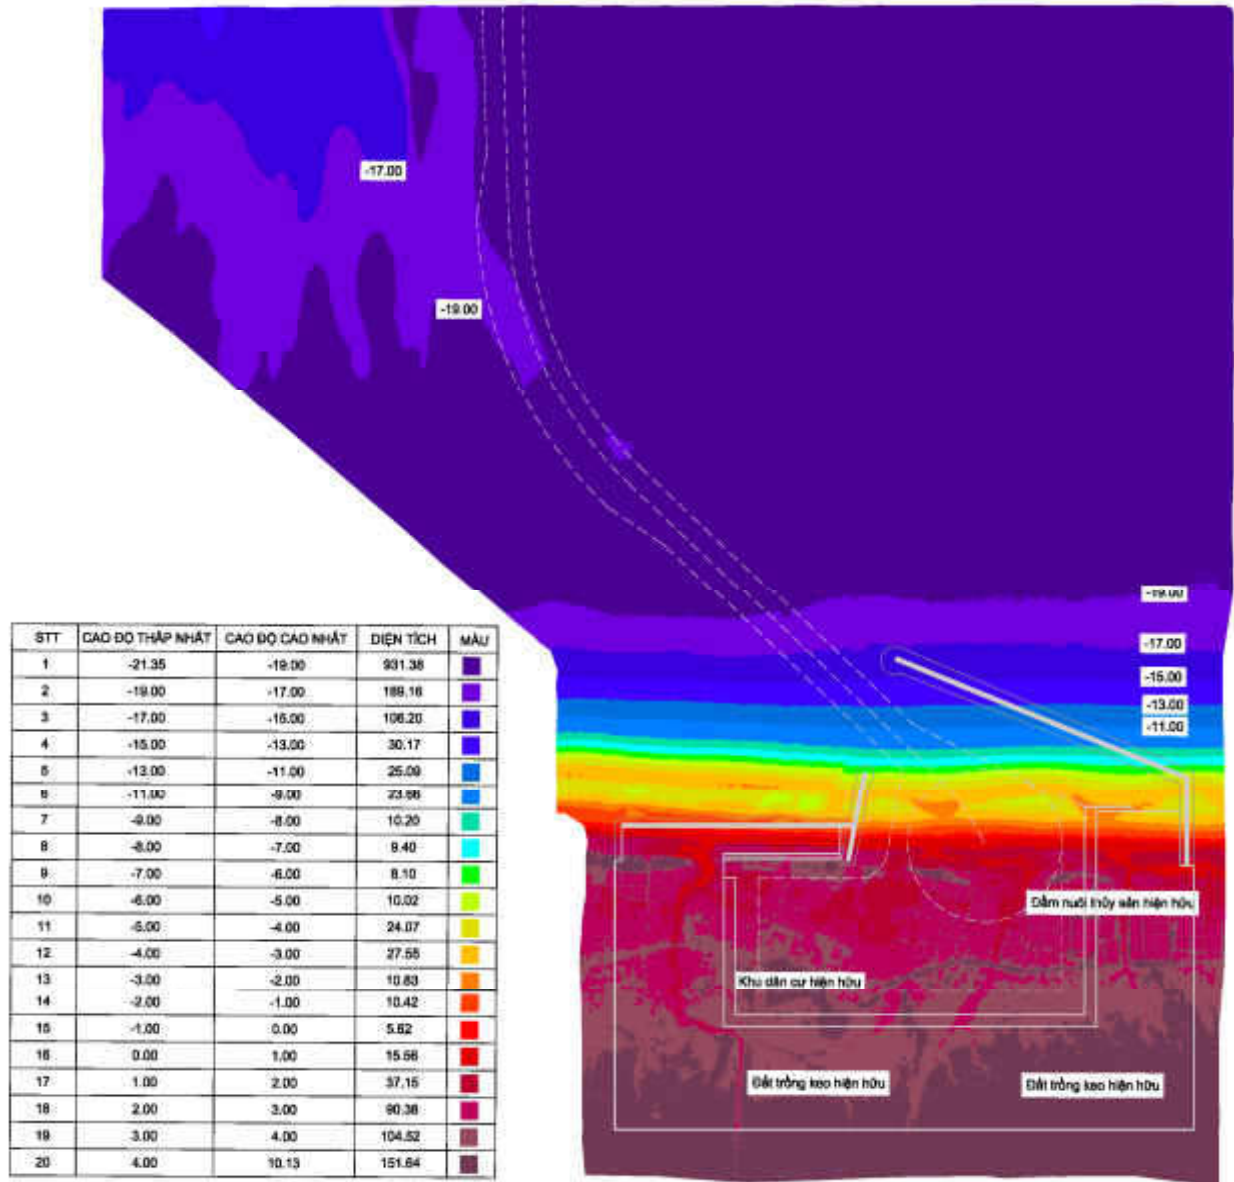 -17.00
-19.00
-19.00
-17.00
-15.00
-13.00
-11.00
STT CAO ĐỘ THẤP NHẤT CAO ĐỘ CAO NHẤT DIỆN TÍCH MÀU
1 -21.35 -19.00 931.38
2 -19.00 -17.00 189.16
3 -17.00 -15.00 106.20
4 -15.00 -13.00 30.17
5 -13.00 -11.00 25.09
6 -11.00 -9.00 23.66
7 -9.00 -8.00 10.20
8 -8.00 -7.00 9.40
9 -7.00 -6.00 8.10
10 -6.00 -5.00 10.02
11 -5.00 -4.00 24.07
12 -4.00 -3.00 27.55
13 -3.00 -2.00 10.83
14 -2.00 -1.00 10.42
15 -1.00 0.00 5.62
16 0.00 1.00 15.56
17 1.00 2.00 37.15
18 2.00 3.00 90.36
19 3.00 4.00 104.52
20 4.00 10.13 151.64
Đầm nuôi thủy sản hiện hữu
Khu dân cư hiện hữu
Đất trồng keo hiện hữu
Đất trồng keo hiện hữu